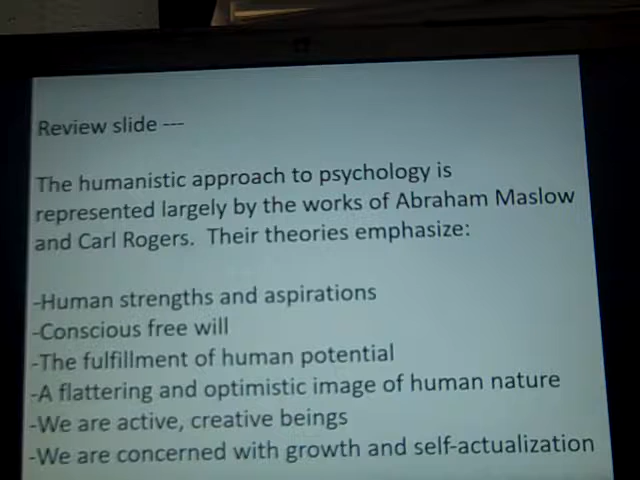 Review slide ---
The humanistic approach to psychology is
represented largely by the works of Abraham Maslow
and Carl Rogers.  Their theories emphasize:
-Human strengths and aspirations
-Conscious free will
-The fulfillment of human potential
-A flattering and optimistic image of human nature
-We are active, creative beings
-We are concerned with growth and self-actualization